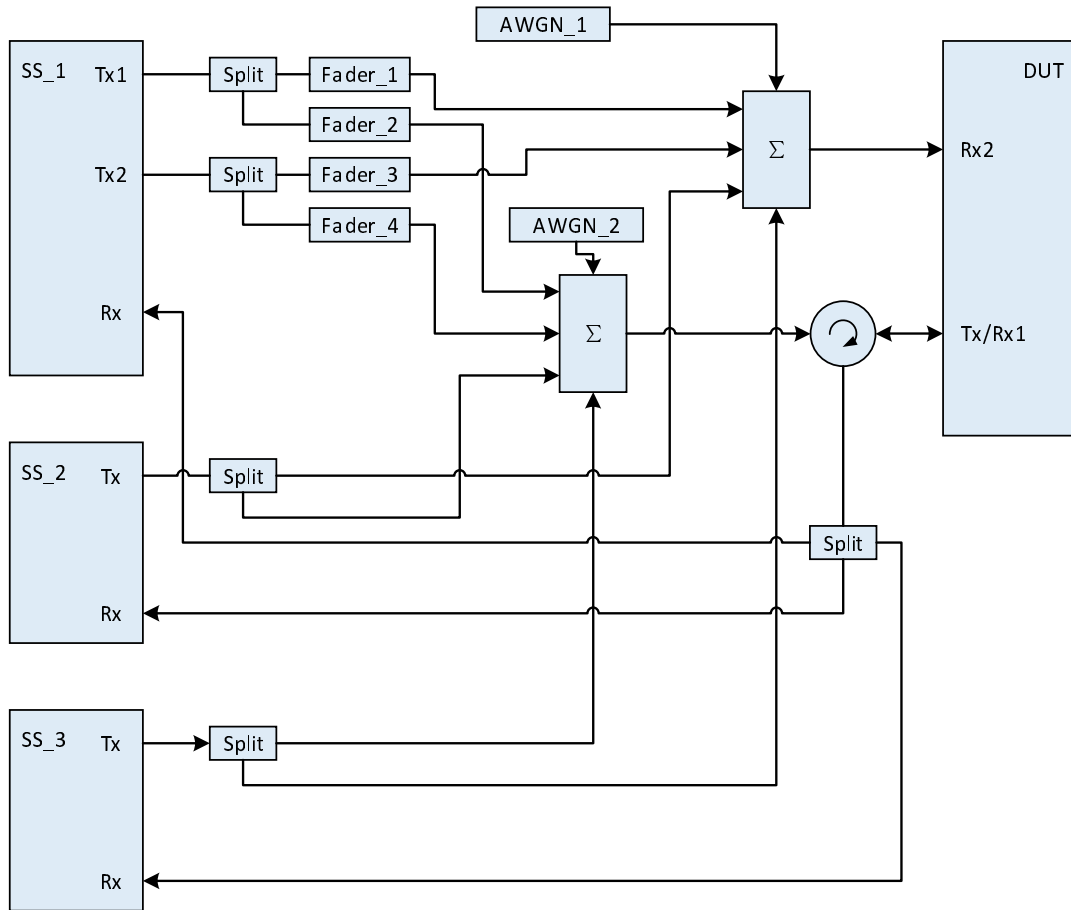 AWGN_1
SS_1
Tx1
Split
Fader_1
DUT
Fader_2
Tx2
Split
Fader_3
Σ
Rx2
Fader_4
AWGN_2
Rx
Σ
Tx/Rx1
SS_2
Tx
Split
Split
Rx
SS_3
Tx
Split
Rx